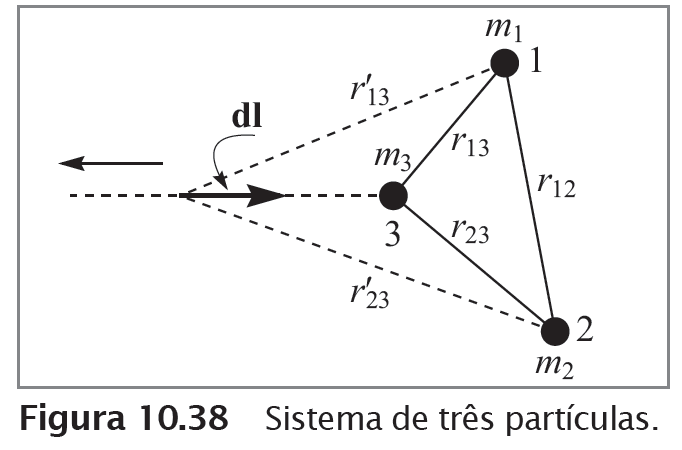 m₁
1
r′₁₃
dl
m₃
r₁₃
r₁₂
3
r₂₃
r′₂₃
2
m₂
Figura 10.38 Sistema de três partículas.